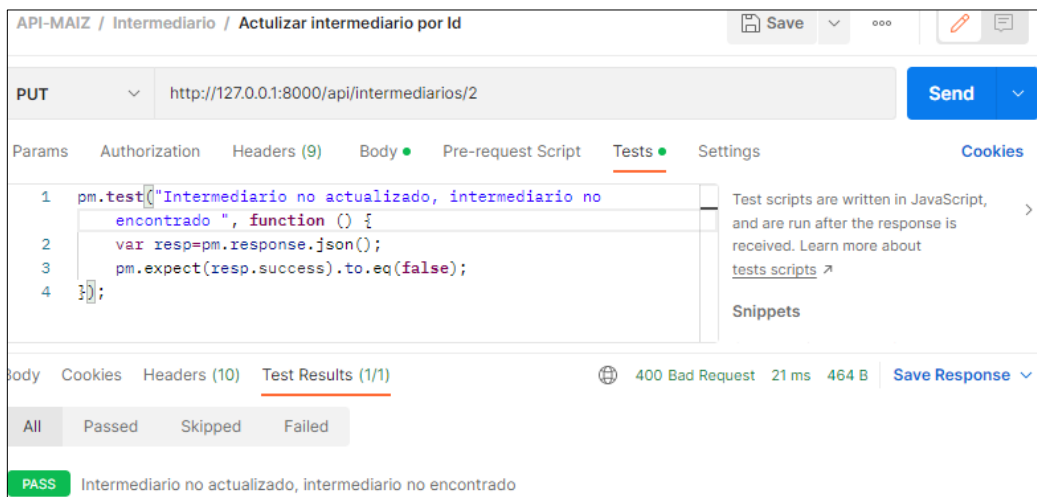 API-MAIZ / Intermediario / Actulizar intermediario por Id
Save
PUT
http://127.0.0.1:8000/api/intermediarios/2
Send
Params Authorization Headers (9) Body Pre-request Script Tests Settings Cookies
1 pm.test("Intermediario no actualizado, intermediario no
encontrado ", function () {
2 var resp=pm.response.json();
3 pm.expect(resp.success).to.eq(false);
4 });
Test scripts are written in JavaScript,
and are run after the response is
received. Learn more about
tests scripts ↗
Snippets
Body Cookies Headers (10) Test Results (1/1) 400 Bad Request 21 ms 464 B Save Response
All Passed Skipped Failed
PASS Intermediario no actualizado, intermediario no encontrado